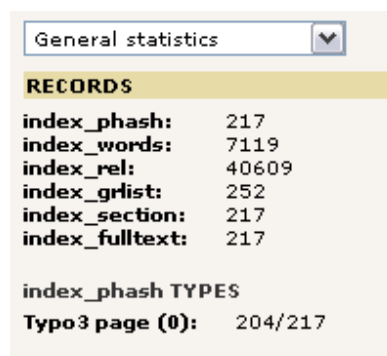 General statistics
RECORDS
index_phash: 217
index_words: 7119
index_rel: 40609
index_grlist: 252
index_section: 217
index_fulltext: 217
index_phash TYPES
Typo3 page (0): 204/217